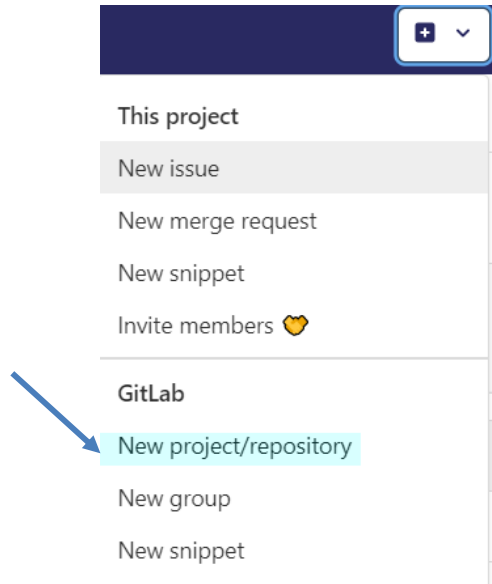 This project
New issue
New merge request
New snippet
Invite members
GitLab
New project/repository
New group
New snippet